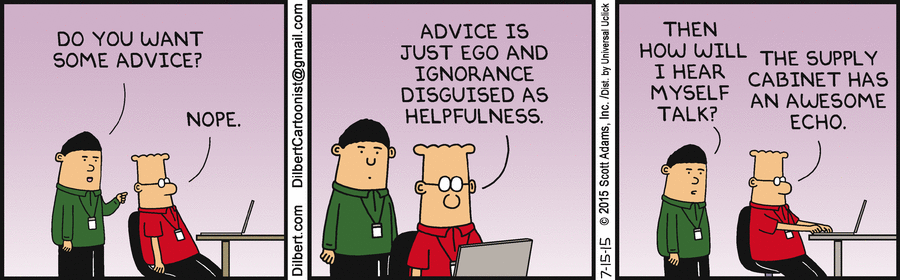 DO YOU WANT
SOME ADVICE?
NOPE.
DilbertCartoonist@gmail.com
Dilbert.com
ADVICE IS
JUST EGO AND
IGNORANCE
DISGUISED AS
HELPFULNESS.
7-15-15 © 2015 Scott Adams, Inc. /Dist. by Universal Uclick
THEN
HOW WILL
I HEAR
MYSELF
TALK?
THE SUPPLY
CABINET HAS
AN AWESOME
ECHO.